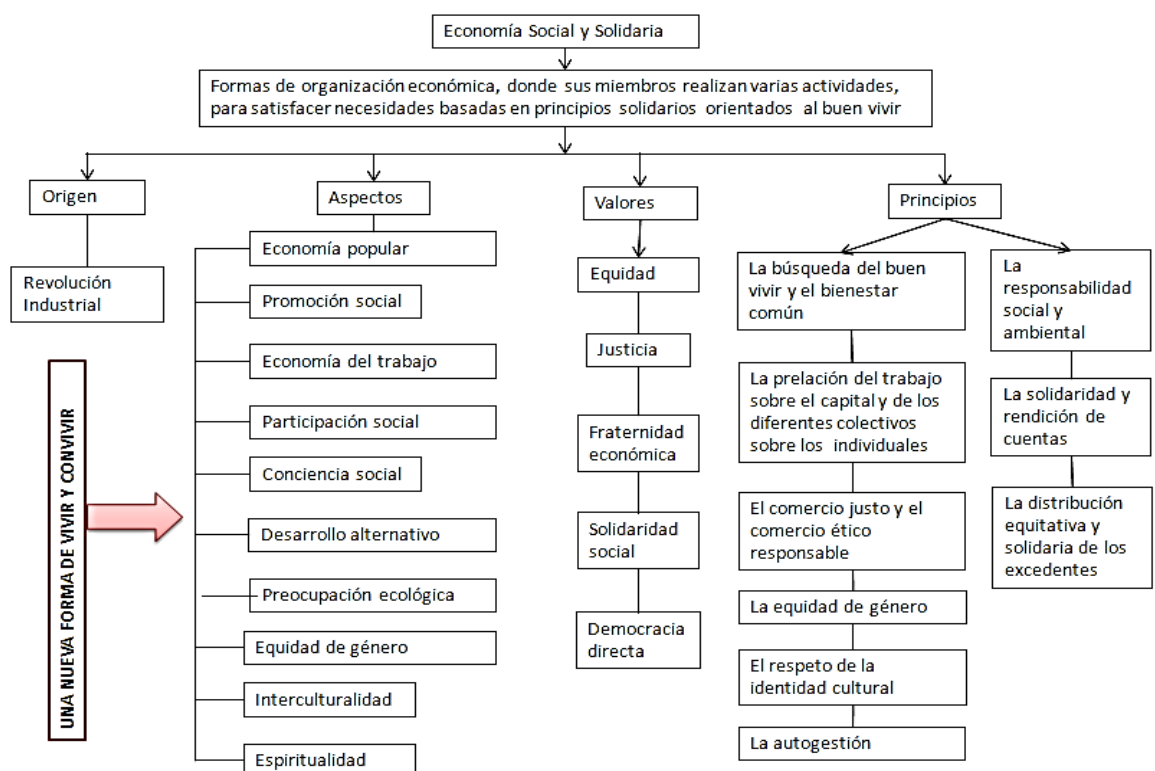 Economía Social y Solidaria
Formas de organización económica, donde sus miembros realizan varias actividades,
para satisfacer necesidades basadas en principios solidarios orientados al buen vivir
Origen
Revolución
Industrial
UNA NUEVA FORMA DE VIVIR Y CONVIVIR
Aspectos
Economía popular
Promoción social
Economía del trabajo
Participación social
Conciencia social
Desarrollo alternativo
Preocupación ecológica
Equidad de género
Interculturalidad
Espiritualidad
Valores
Equidad
Justicia
Fraternidad
económica
Solidaridad
social
Democracia
directa
Principios
La búsqueda del buen
vivir y el bienestar
común
La prelación del trabajo
sobre el capital y de los
diferentes colectivos
sobre los individuales
El comercio justo y el
comercio ético
responsable
La equidad de género
El respeto de la
identidad cultural
La autogestión
La
responsabilidad
social y
ambiental
La solidaridad y
rendición de
cuentas
La distribución
equitativa y
solidaria de los
excedentes